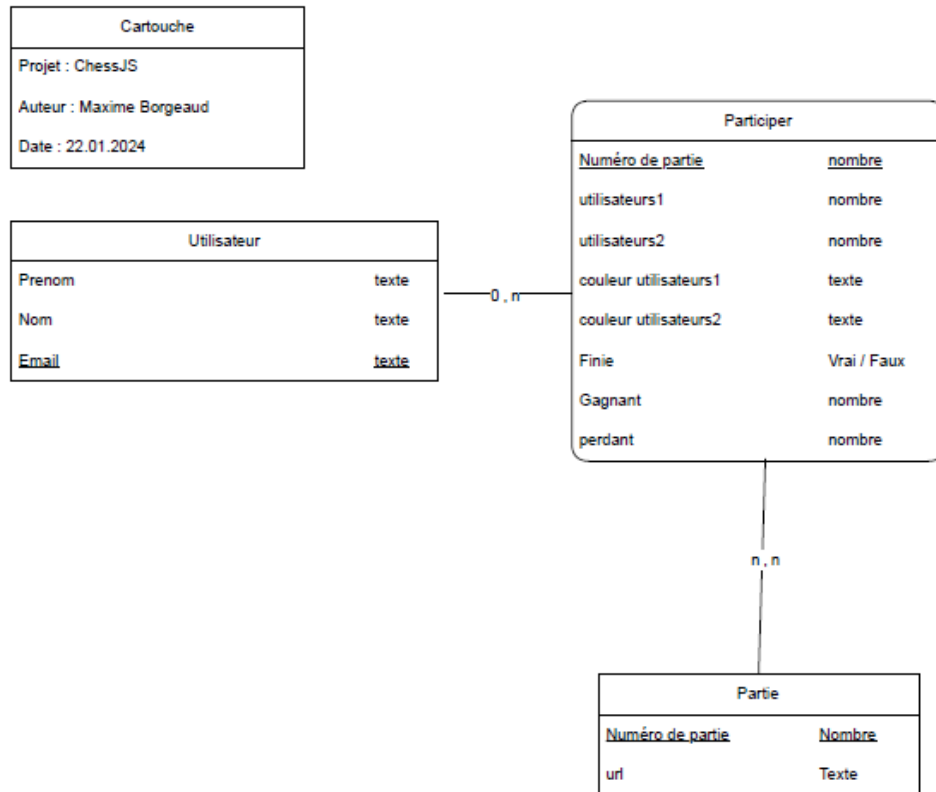 Cartouche
Projet : ChessJS
Auteur : Maxime Borgeaud
Date : 22.01.2024
Participer
Numéro de partie nombre
utilisateurs1 nombre
utilisateurs2 nombre
couleur utilisateurs1 texte
couleur utilisateurs2 texte
Finie Vrai / Faux
Gagnant nombre
perdant nombre
Utilisateur
Prenom texte
Nom texte
Email texte
0 , n
n , n
Partie
Numéro de partie Nombre
url Texte